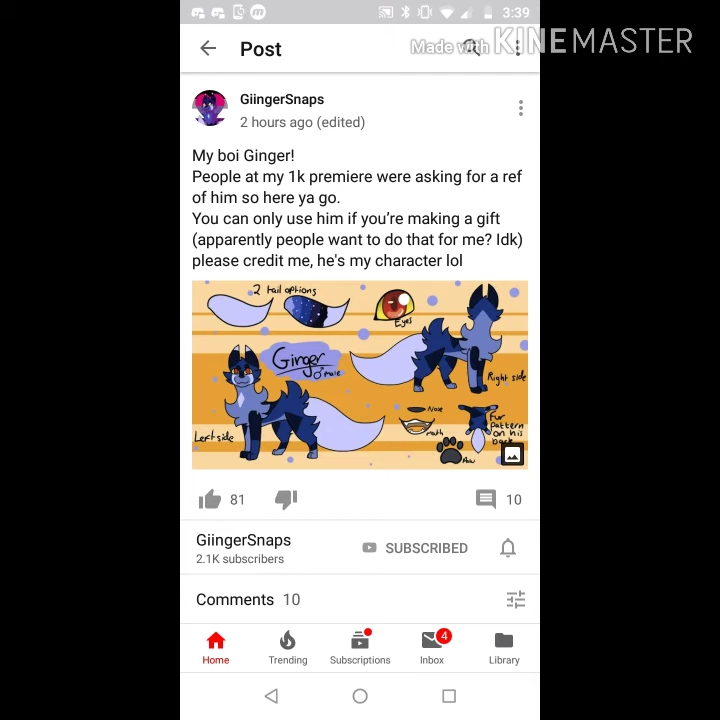 3:39
Post
Made with KINEMASTER
GiingerSnaps
2 hours ago (edited)
My boi Ginger!
People at my 1k premiere were asking for a ref
of him so here ya go.
You can only use him if you’re making a gift
(apparently people want to do that for me? Idk)
please credit me, he's my character lol
2 tail options
Eyes
Ginger
♂ male
Right side
Left side
Nose
Moth
Fur
pattern
on his
back
Paw
81
10
GiingerSnaps
2.1K subscribers
SUBSCRIBED
Comments 10
4
Home
Trending
Subscriptions
Inbox
Library